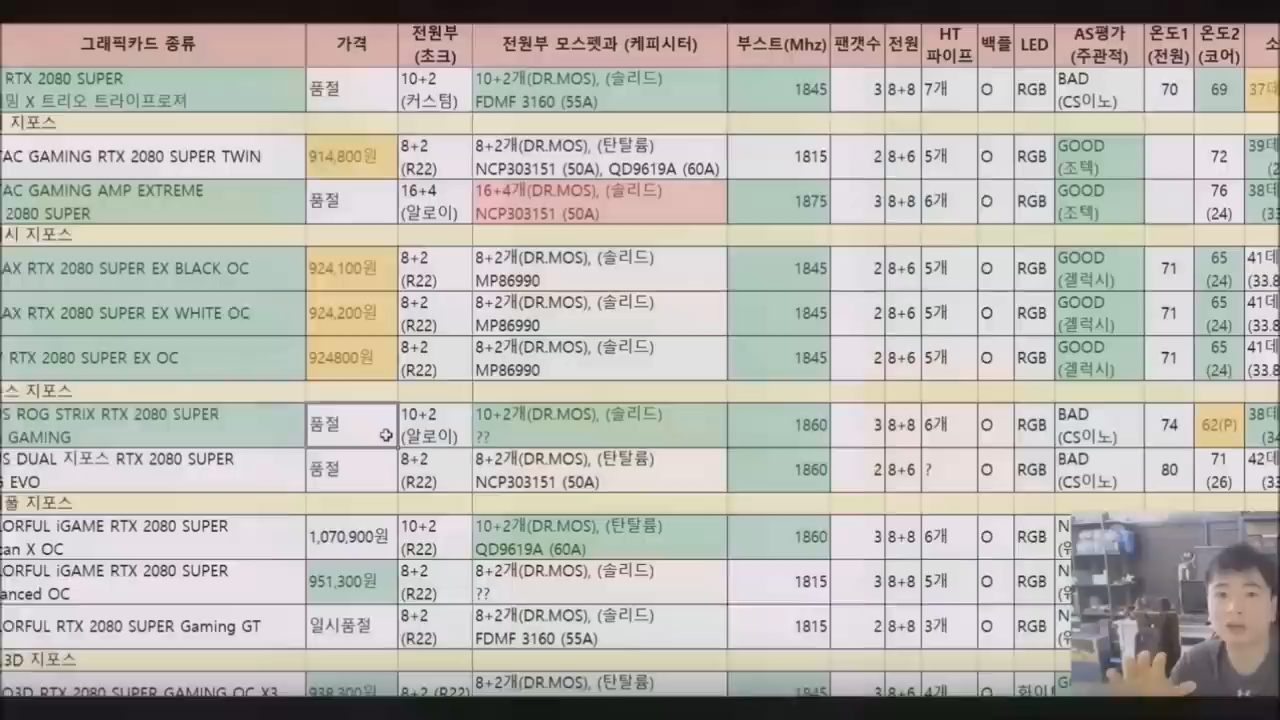 그래픽카드 종류 가격 전원부 (초크) 전원부 모스펫과 (케피시터) 부스트(Mhz) 팬갯수 전원 HT 파이프 백플 LED AS평가 (주관적) 온도1 (전원) 온도2 (코어) 소
RTX 2080 SUPER 품절 10+2 10+2개(DR.MOS), (솔리드) 1845 3 8+8 7개 O RGB BAD 70 69 37데
밍 X 트리오 트라이프로져 (커스텀) FDMF 3160 (55A) (CS이노)
지포스
TAC GAMING RTX 2080 SUPER TWIN 914,800원 8+2 8+2개(DR.MOS), (탄탈륨) 1815 2 8+6 5개 O RGB GOOD 72 39데
(R22) NCP303151 (50A), QD9619A (60A) (조텍) (2
AC GAMING AMP EXTREME 품절 16+4 16+4개(DR.MOS), (솔리드) 1875 3 8+8 6개 O RGB GOOD 76 38데
2080 SUPER (알로이) NCP303151 (50A) (조텍) (24) (33
시 지포스
AX RTX 2080 SUPER EX BLACK OC 924,100원 8+2 8+2개(DR.MOS), (솔리드) 1845 2 8+6 5개 O RGB GOOD 71 65 41데
(R22) MP86990 (겔럭시) (24) (33.8
AX RTX 2080 SUPER EX WHITE OC 924,200원 8+2 8+2개(DR.MOS), (솔리드) 1845 2 8+6 5개 O RGB GOOD 71 65 41데
(R22) MP86990 (겔럭시) (24) (33.8
RTX 2080 SUPER EX OC 924800원 8+2 8+2개(DR.MOS), (솔리드) 1845 2 8+6 5개 O RGB GOOD 71 65 41데
(R22) MP86990 (겔럭시) (24) (33.8
스 지포스
S ROG STRIX RTX 2080 SUPER 품절 10+2 10+2개(DR.MOS), (솔리드) 1860 3 8+8 6개 O RGB BAD 74 62(P) 38데
GAMING (알로이) ?? (CS이노) (34
S DUAL 지포스 RTX 2080 SUPER 품절 8+2 8+2개(DR.MOS), (탄탈륨) 1860 2 8+6 ? O RGB BAD 80 71 42데
EVO (R22) NCP303151 (50A) (CS이노) (26) (33
풀 지포스
ORFUL iGAME RTX 2080 SUPER 1,070,900원 10+2 10+2개(DR.MOS), (탄탈륨) 1860 3 8+8 6개 O RGB
can X OC (R22) QD9619A (60A)
ORFUL iGAME RTX 2080 SUPER 951,300원 8+2 8+2개(DR.MOS), (솔리드) 1815 3 8+8 5개 O RGB
anced OC (R22) ??
ORFUL RTX 2080 SUPER Gaming GT 일시품절 8+2 8+2개(DR.MOS), (솔리드) 1815 2 8+8 3개 O RGB
(R22) FDMF 3160 (55A)
3D 지포스
O3D RTX 2080 SUPER GAMING OC X3 938,300원 8+2 (R22) 8+2개(DR.MOS), (탄탈륨) 1845 3 8+6 4개 O